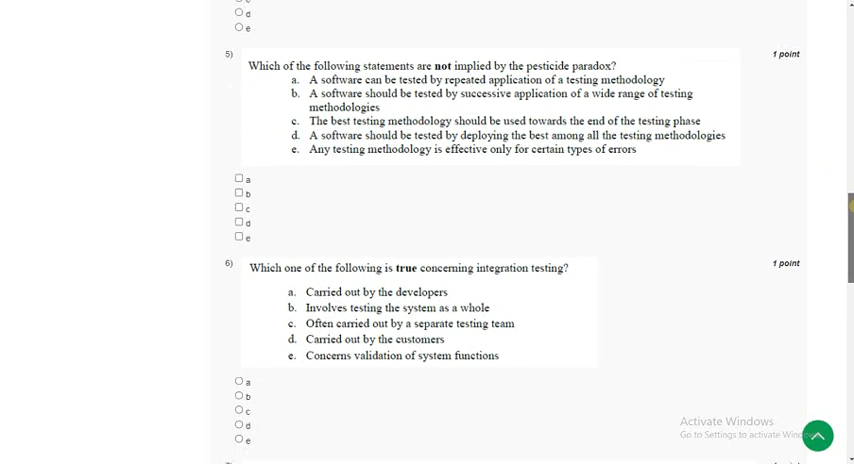 d
e
5)
1 point
Which of the following statements are not implied by the pesticide paradox?
a. A software can be tested by repeated application of a testing methodology
b. A software should be tested by successive application of a wide range of testing
methodologies
c. The best testing methodology should be used towards the end of the testing phase
d. A software should be tested by deploying the best among all the testing methodologies
e. Any testing methodology is effective only for certain types of errors
a
b
c
d
e
6)
1 point
Which one of the following is true concerning integration testing?
a. Carried out by the developers
b. Involves testing the system as a whole
c. Often carried out by a separate testing team
d. Carried out by the customers
e. Concerns validation of system functions
a
b
c
d
e
Activate Windows
Go to Settings to activate